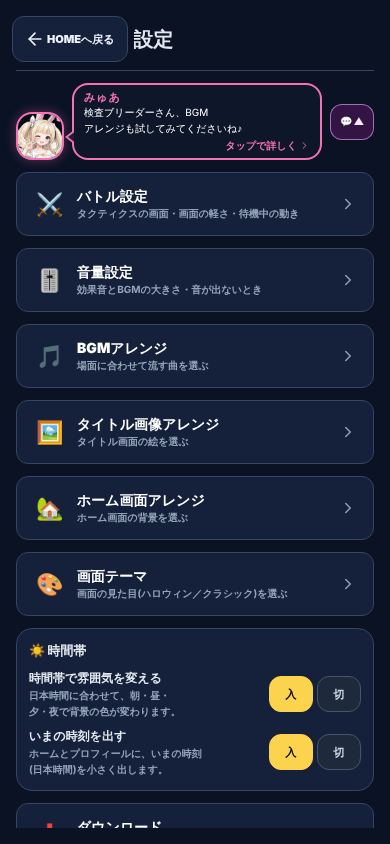 HOMEへ戻る
設定
みゅあ
検査ブリーダーさん、BGM
アレンジも試してみてくださいね♪
タップで詳しく
バトル設定
タクティクスの画面・画面の軽さ・待機中の動き
音量設定
効果音とBGMの大きさ・音が出ないとき
BGMアレンジ
場面に合わせて流す曲を選ぶ
タイトル画像アレンジ
タイトル画面の絵を選ぶ
ホーム画面アレンジ
ホーム画面の背景を選ぶ
画面テーマ
画面の見た目(ハロウィン／クラシック)を選ぶ
時間帯
時間帯で雰囲気を変える
日本時間に合わせて、朝・昼・
夕・夜で背景の色が変わります。
入 切
いまの時刻を出す
ホームとプロフィールに、いまの時刻
(日本時間)を小さく出します。
入 切
ダウンロード